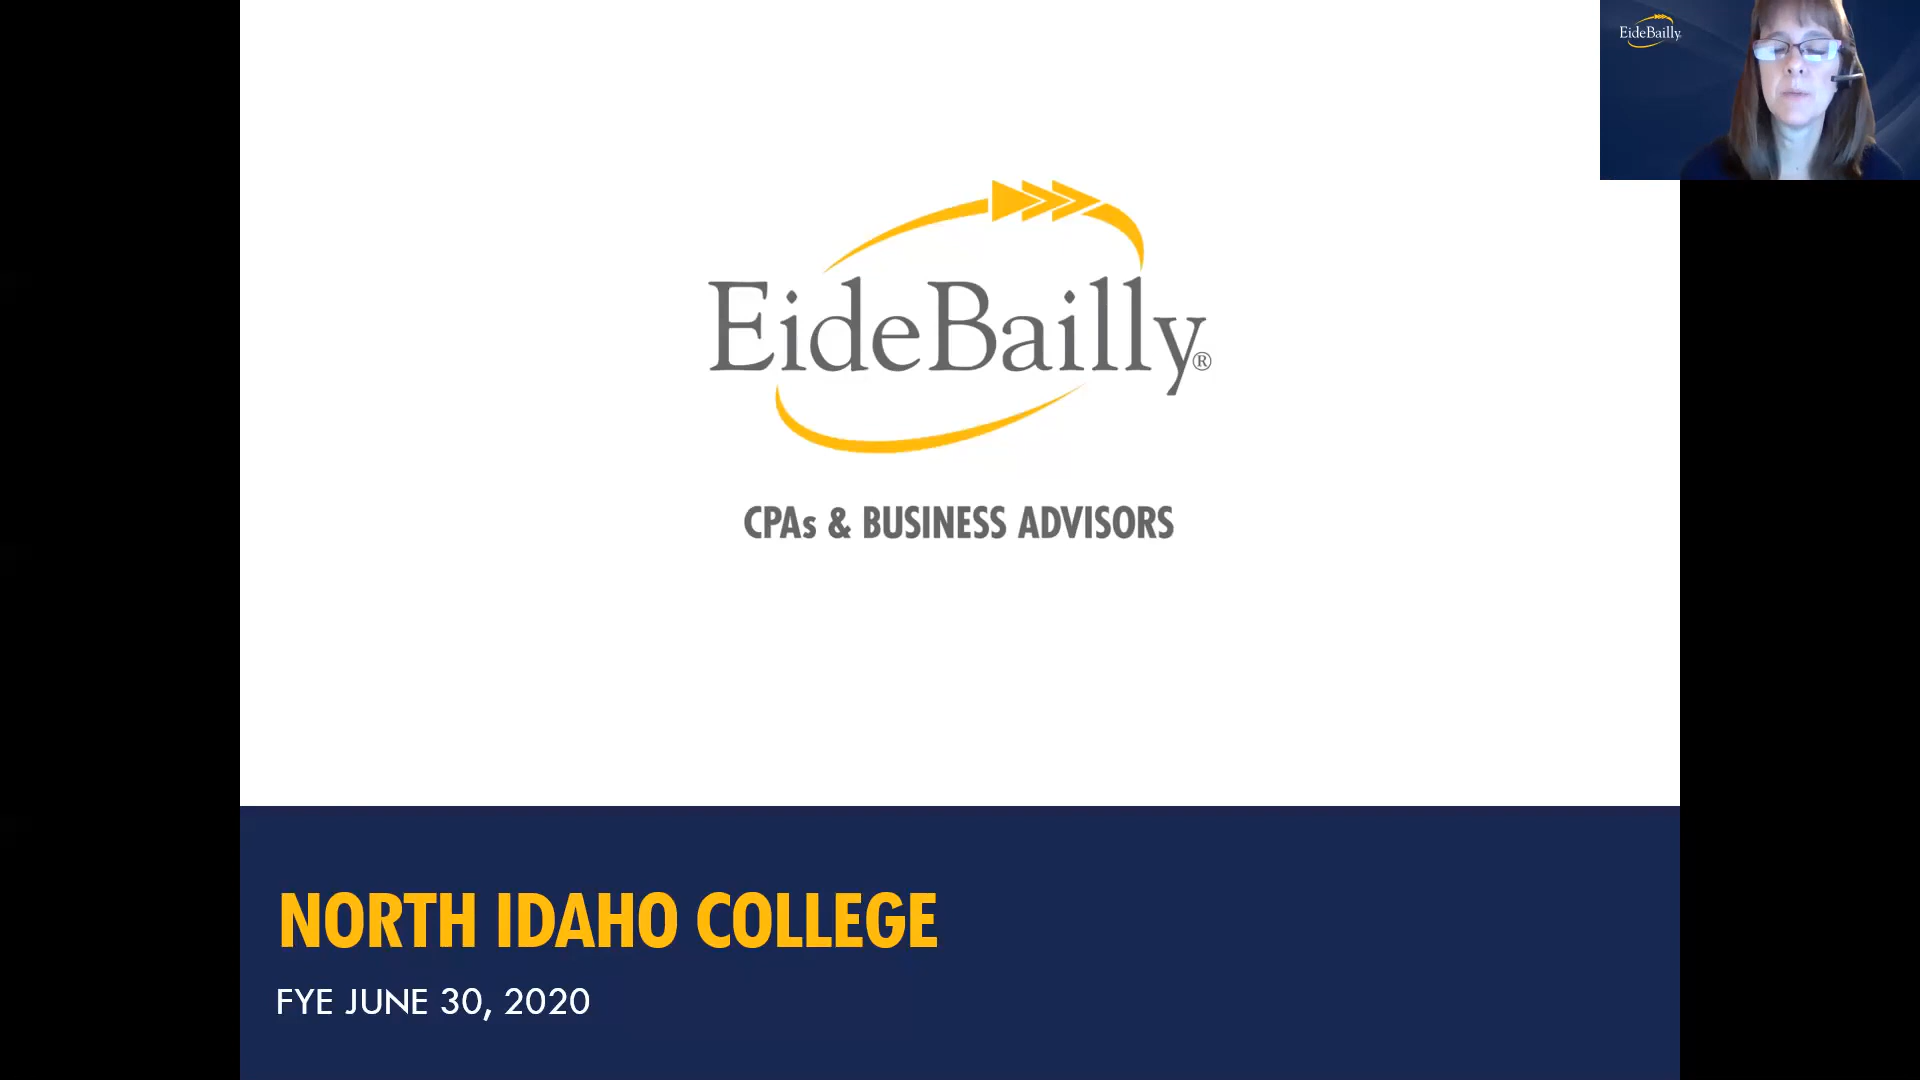 EideBailly®
CPAs & BUSINESS ADVISORS
NORTH IDAHO COLLEGE
FYE JUNE 30, 2020
EideBailly